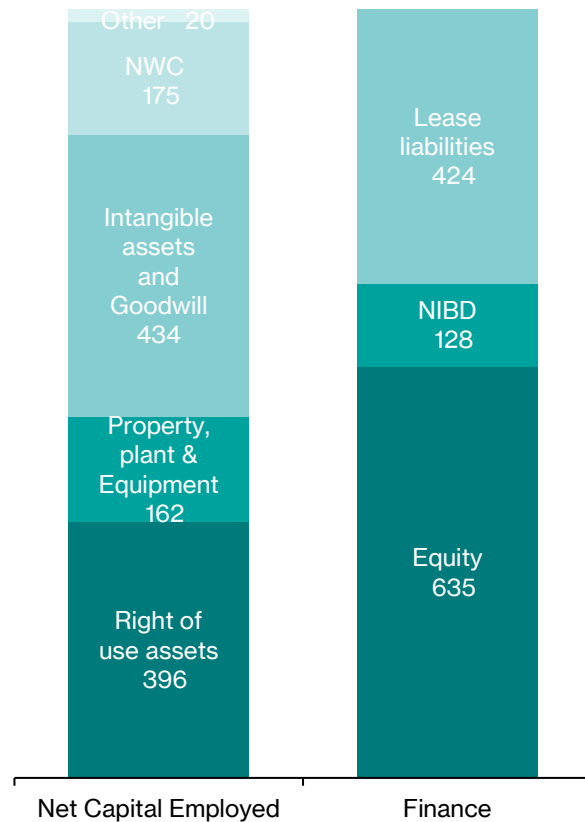 Other 20
NWC
175
Intangible
assets
and
Goodwill
434
Property,
plant &
Equipment
162
Right of
use assets
396
Lease
liabilities
424
NIBD
128
Equity
635
Net Capital Employed
Finance